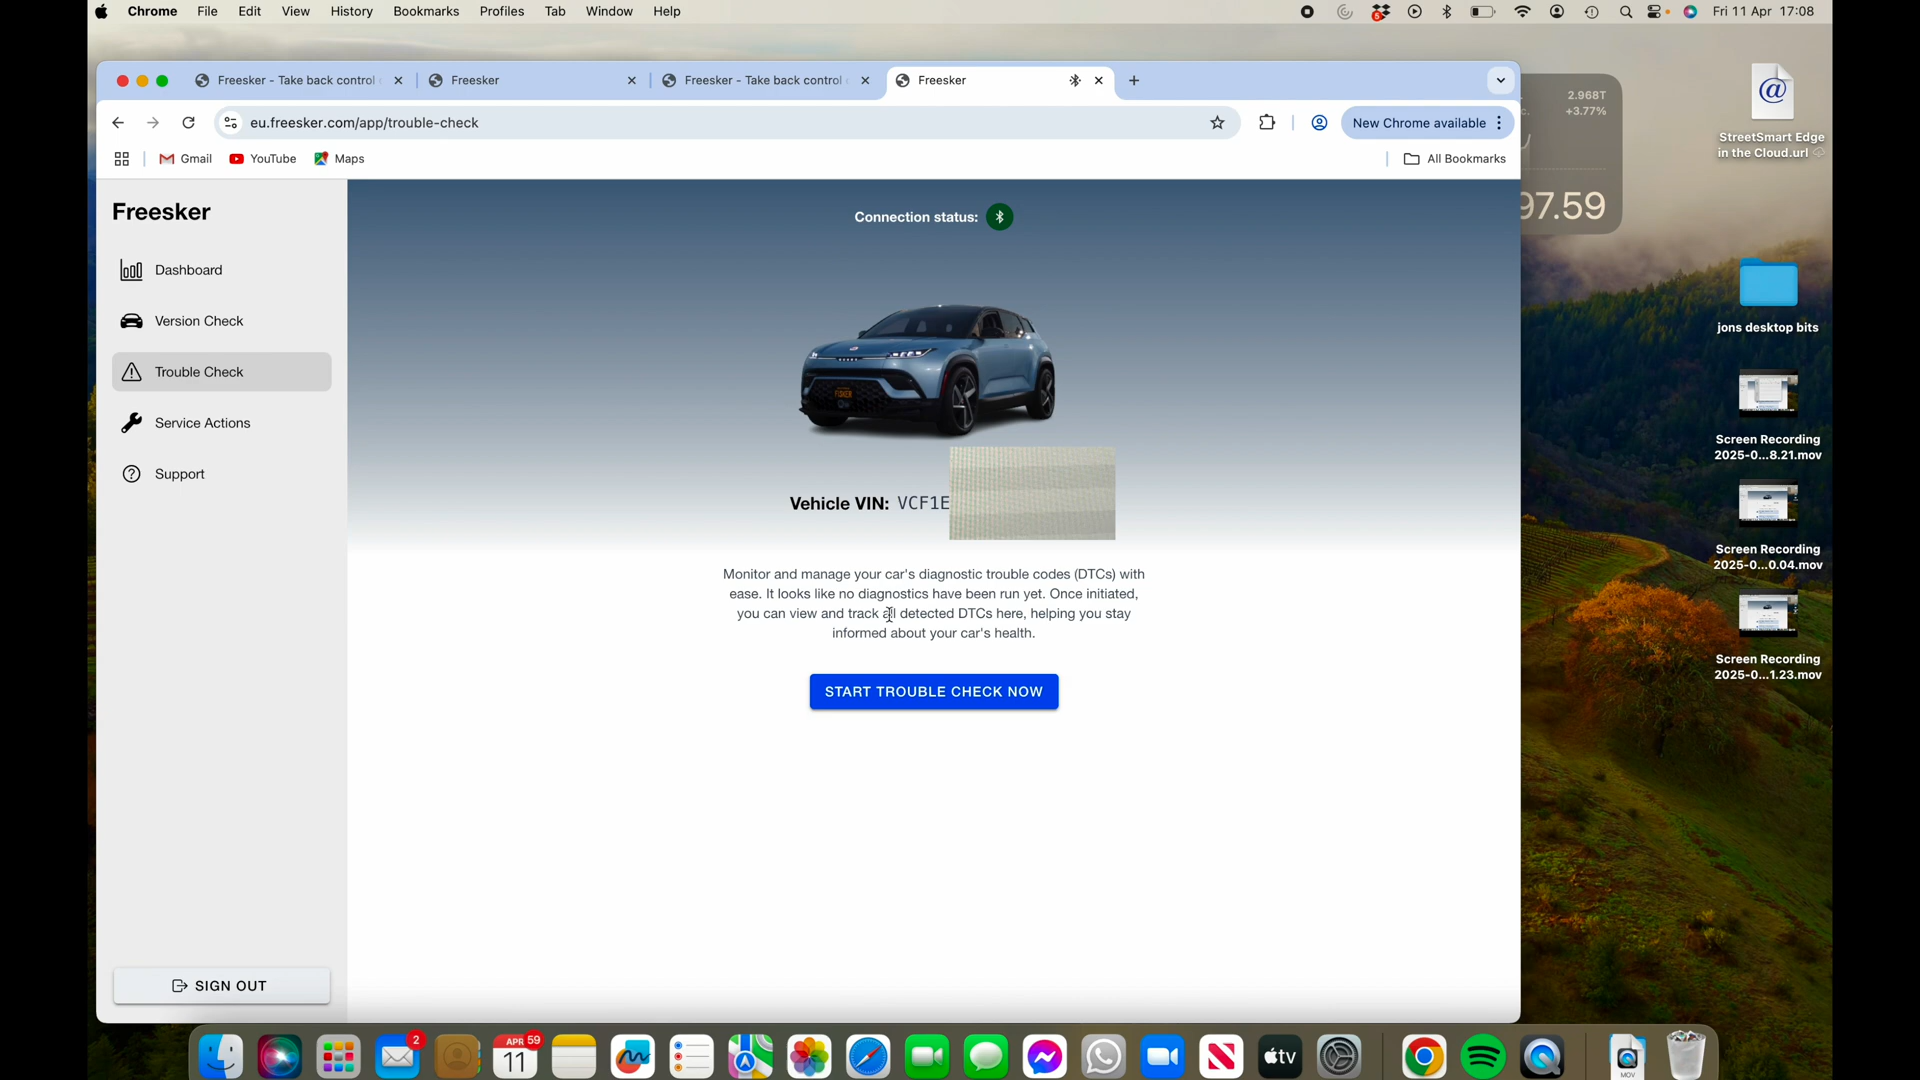 Chrome File Edit View History Bookmarks Profiles Tab Window Help
Fri 11 Apr 17:08
Freesker - Take back control
Freesker
Freesker - Take back control
Freesker
eu.freesker.com/app/trouble-check
New Chrome available
Gmail YouTube Maps
All Bookmarks
Freesker
Dashboard
Version Check
Trouble Check
Service Actions
Support
SIGN OUT
Connection status:
FISKER
Vehicle VIN: VCF1E
Monitor and manage your car's diagnostic trouble codes (DTCs) with
ease. It looks like no diagnostics have been run yet. Once initiated,
you can view and track all detected DTCs here, helping you stay
informed about your car's health.
START TROUBLE CHECK NOW
2.968T
+3.77%
97.59
StreetSmart Edge
in the Cloud.url
jons desktop bits
Screen Recording
2025-0...8.21.mov
Screen Recording
2025-0...0.04.mov
Screen Recording
2025-0...1.23.mov
2
APR 59
11
tv
MOV